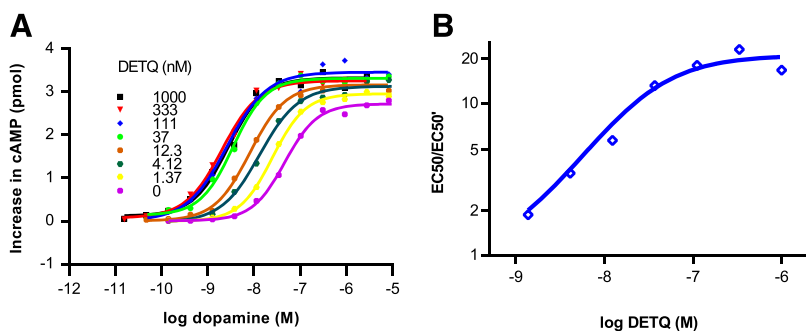 A
DETQ (nM)
1000
333
111
37
12.3
4.12
1.37
0
Increase in cAMP (pmol)
4
3
2
1
0
-1
-12 -11 -10 -9 -8 -7 -6 -5
log dopamine (M)
B
EC50/EC50'
20
10
5
2
1
-9 -8 -7 -6
log DETQ (M)